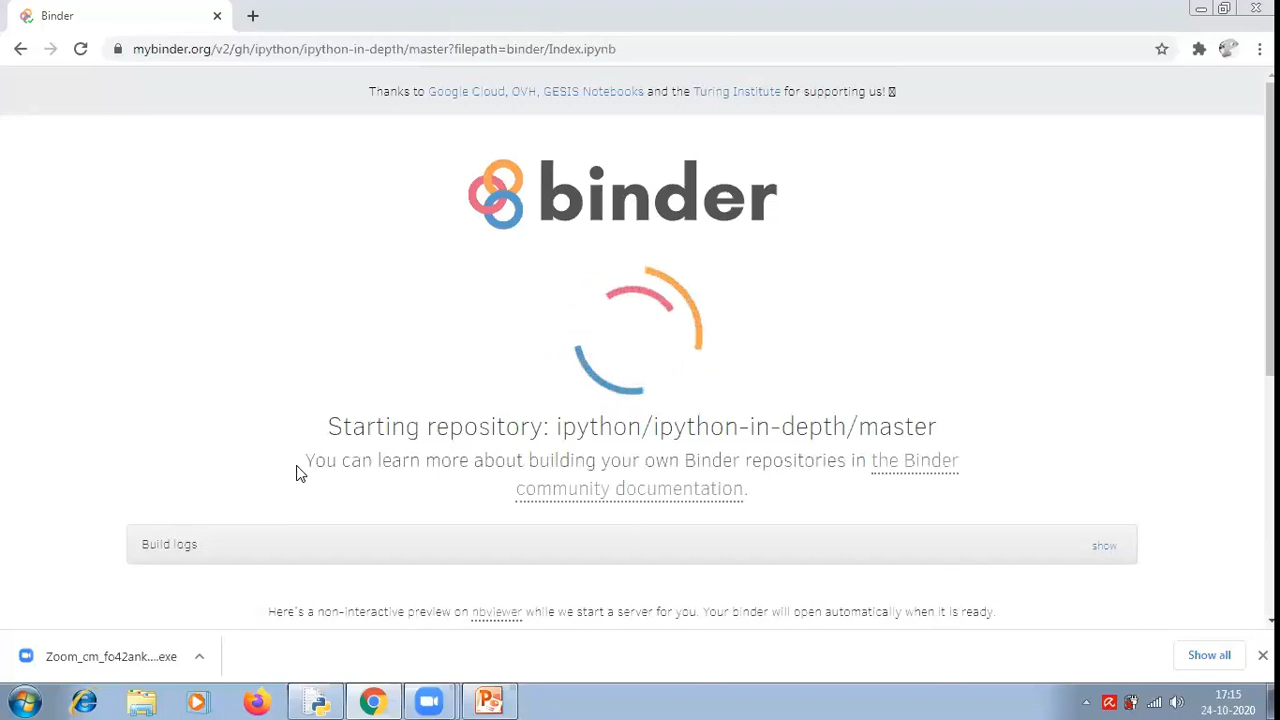 Binder
mybinder.org/v2/gh/ipython/ipython-in-depth/master?filepath=binder/Index.ipynb
Thanks to Google Cloud, OVH, GESIS Notebooks and the Turing Institute for supporting us!
binder
Starting repository: ipython/ipython-in-depth/master
You can learn more about building your own Binder repositories in the Binder
community documentation.
Build logs show
Here's a non-interactive preview on nbviewer while we start a server for you. Your binder will open automatically when it is ready.
Zoom_cm_fo42ank....exe Show all
17:15
24-10-2020